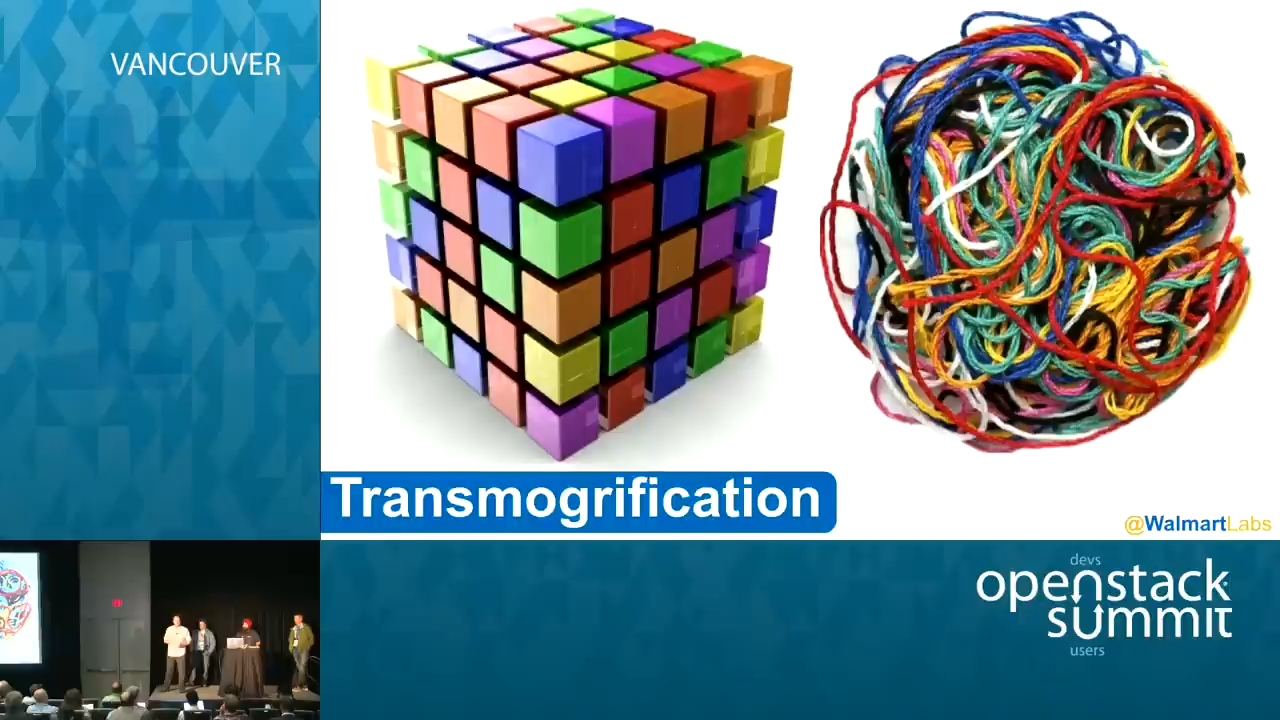 VANCOUVER
Transmogrification
@WalmartLabs
devs
openstack
summit
users